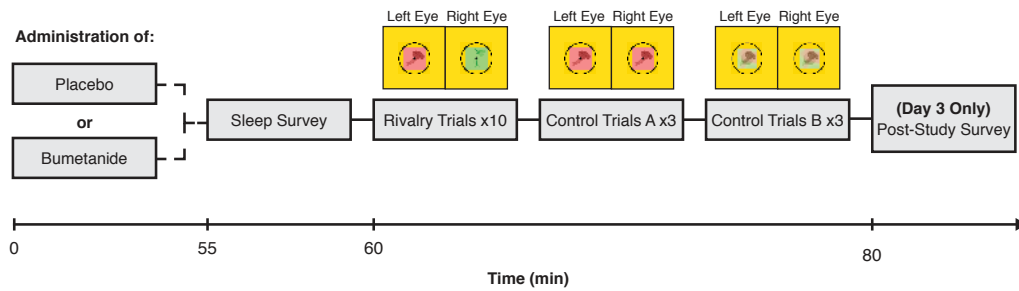 Left Eye Right Eye
Left Eye Right Eye
Left Eye Right Eye
Administration of:
Placebo
or
Bumetanide
Sleep Survey
Rivalry Trials x10
Control Trials A x3
Control Trials B x3
(Day 3 Only)
Post-Study Survey
0
55
60
80
Time (min)